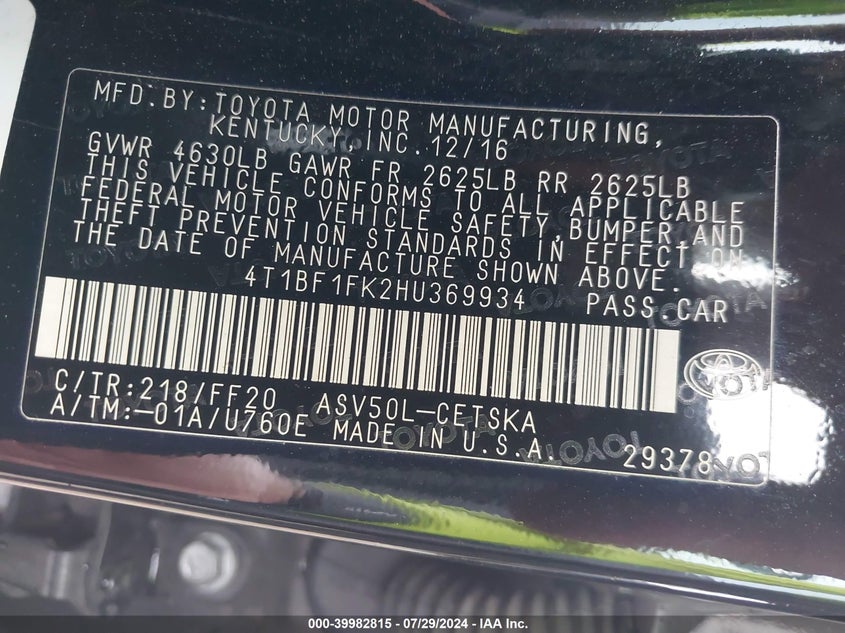 MFD.BY:TOYOTA MOTOR MANUFACTURING,
KENTUCKY, INC.12/16
GVWR 4630LB GAWR FR 2625LB RR 2625LB
THIS VEHICLE CONFORMS TO ALL APPLICABLE
FEDERAL MOTOR VEHICLE SAFETY,BUMPER,AND
THEFT PREVENTION STANDARDS IN EFFECT ON
THE DATE OF MANUFACTURE SHOWN ABOVE.
4T1BF1FK2HU369934 PASS.CAR
C/TR:218/FF20 ASV50L-CETSKA
A/TM:-01A/U760E MADE IN U.S.A. 29378
TOYOTA
000-39982815 / 07/29/2024 - IAA Inc.